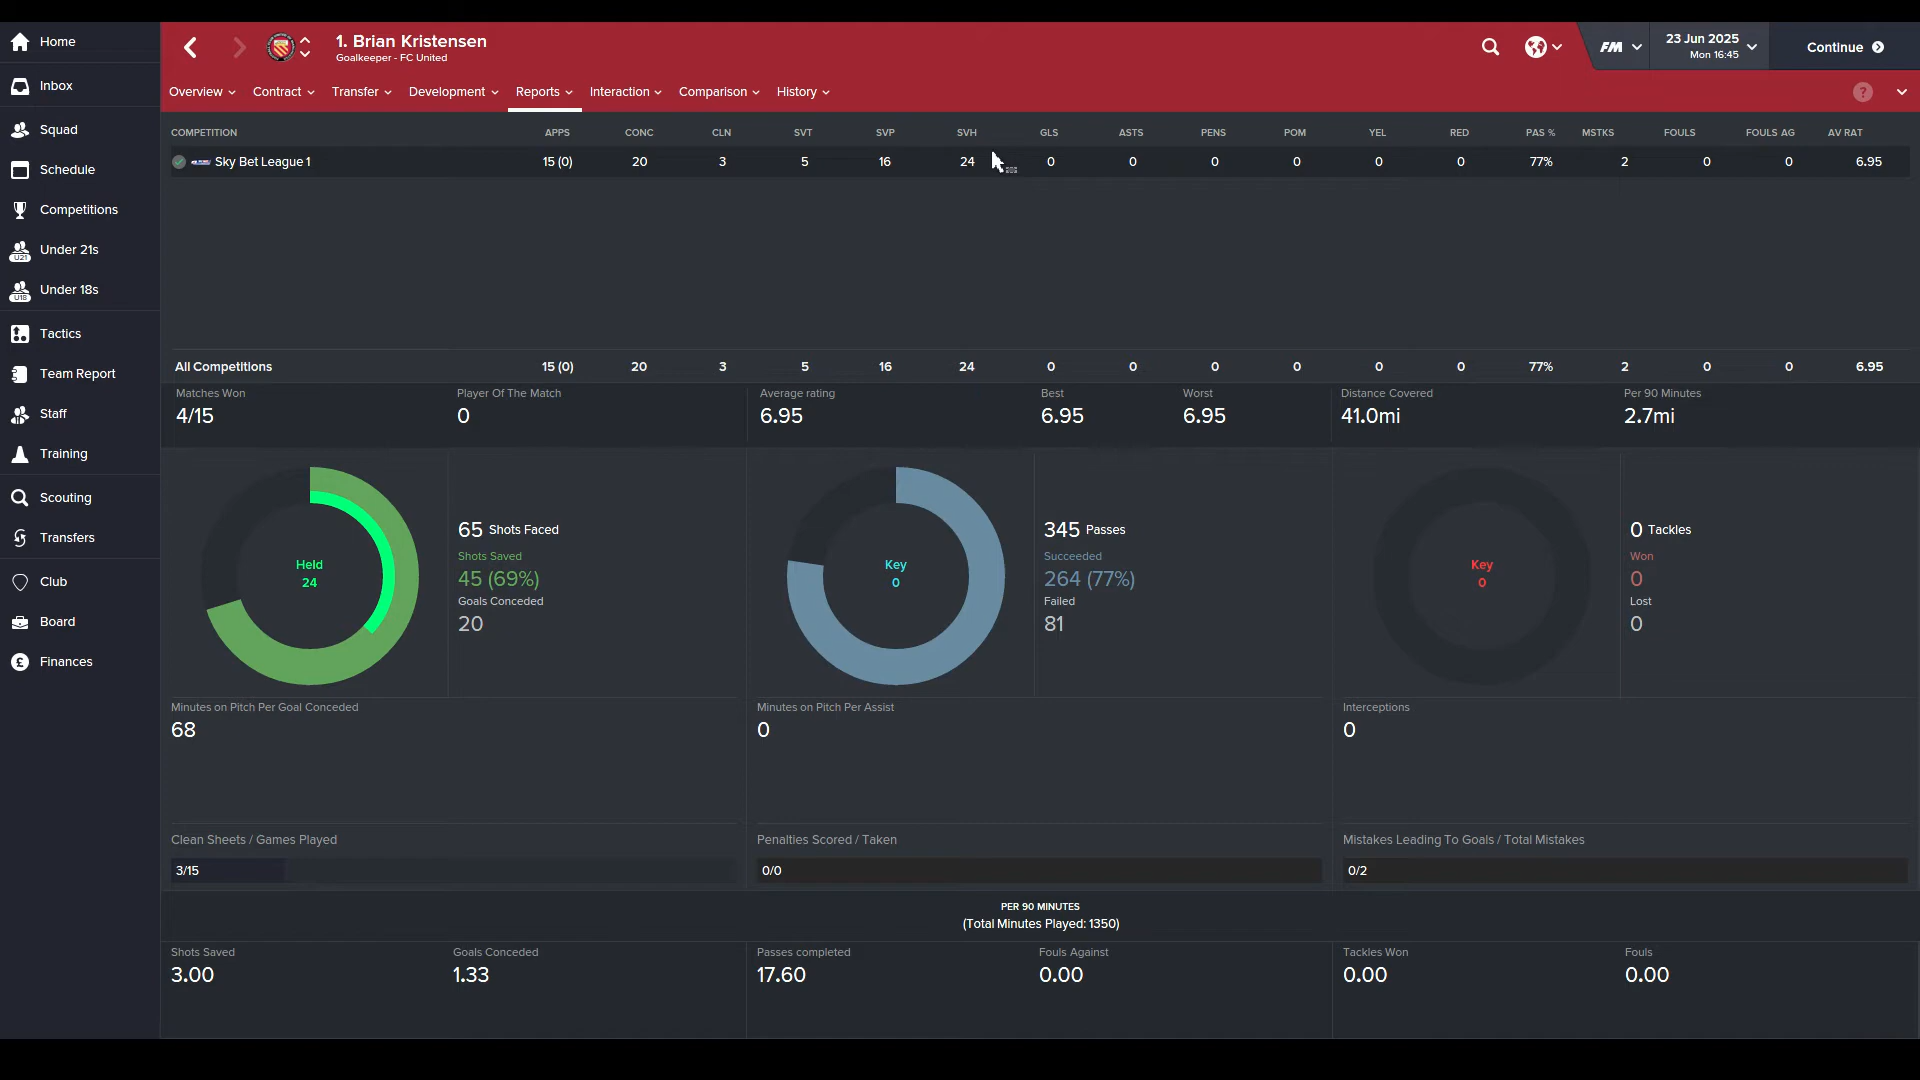 Home
Inbox
Squad
Schedule
Competitions
Under 21s
U21
Under 18s
U18
Tactics
Team Report
Staff
Training
Scouting
Transfers
Club
Board
Finances
1. Brian Kristensen
Goalkeeper - FC United
FM
23 Jun 2025
Mon 16:45
Continue
Overview Contract Transfer Development Reports Interaction Comparison History
?
COMPETITION APPS CONC CLN SVT SVP SVH GLS ASTS PENS POM YEL RED PAS % MSTKS FOULS FOULS AG AV RAT
Sky Bet League 1 15 (0) 20 3 5 16 24 0 0 0 0 0 0 77% 2 0 0 6.95
All Competitions 15 (0) 20 3 5 16 24 0 0 0 0 0 0 77% 2 0 0 6.95
Matches Won Player Of The Match Average rating Best Worst Distance Covered Per 90 Minutes
4/15 0 6.95 6.95 6.95 41.0mi 2.7mi
Held
24
65 Shots Faced
Shots Saved
45 (69%)
Goals Conceded
20
Key
0
345 Passes
Succeeded
264 (77%)
Failed
81
Key
0
0 Tackles
Won
0
Lost
0
Minutes on Pitch Per Goal Conceded Minutes on Pitch Per Assist Interceptions
68 0 0
Clean Sheets / Games Played Penalties Scored / Taken Mistakes Leading To Goals / Total Mistakes
3/15 0/0 0/2
PER 90 MINUTES
(Total Minutes Played: 1350)
Shots Saved Goals Conceded Passes completed Fouls Against Tackles Won Fouls
3.00 1.33 17.60 0.00 0.00 0.00